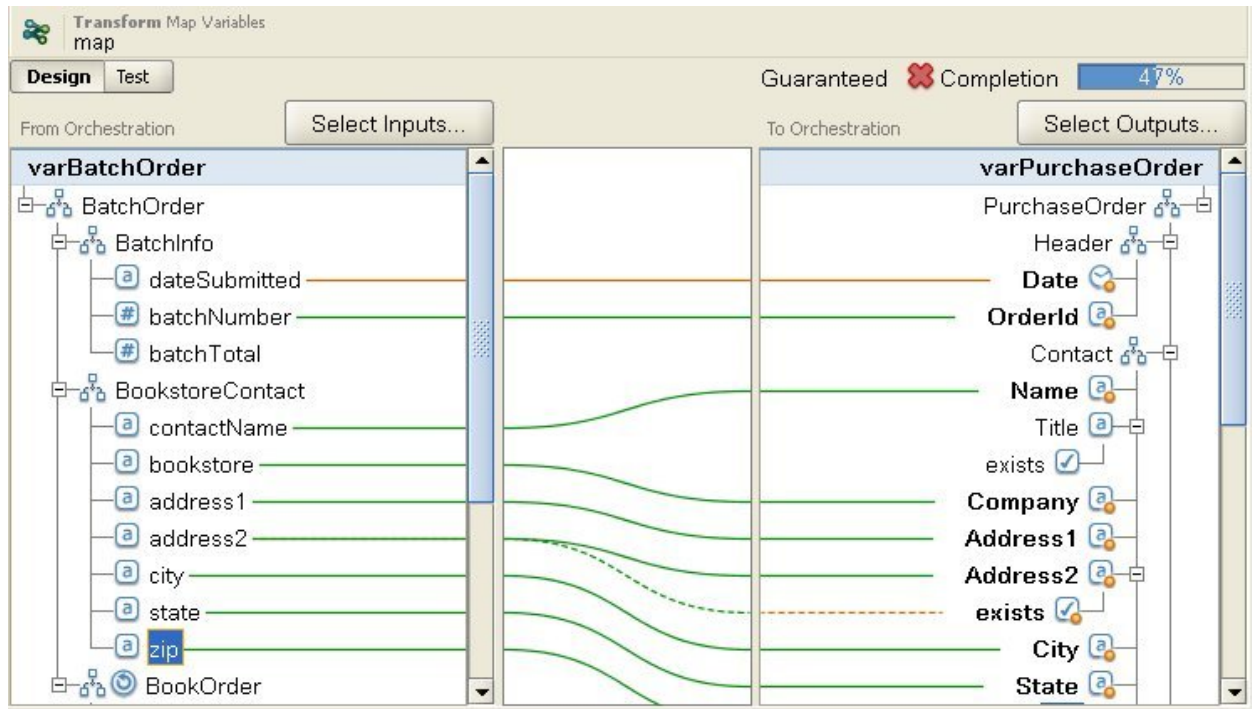 Transform Map Variables
map
Design Test
Guaranteed Completion 47%
From Orchestration Select Inputs...
To Orchestration Select Outputs...
varBatchOrder
BatchOrder
BatchInfo
a dateSubmitted
# batchNumber
# batchTotal
BookstoreContact
a contactName
a bookstore
a address1
a address2
a city
a state
a zip
BookOrder
varPurchaseOrder
PurchaseOrder
Header
Date
OrderId a
Contact
Name a
Title a
exists
Company a
Address1 a
Address2 a
exists
City a
State a